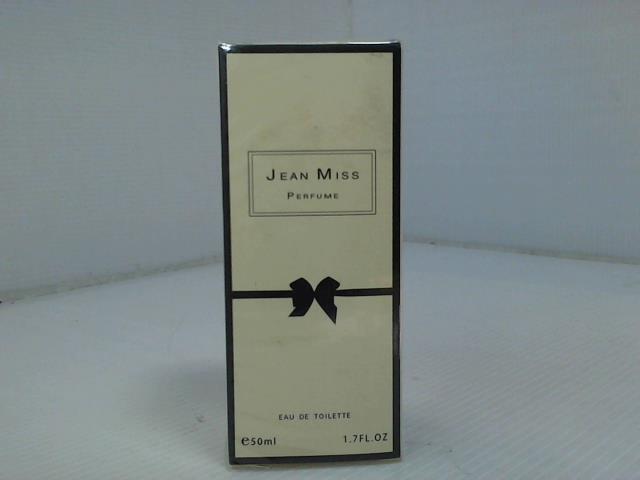 JEAN MISS
PERFUME
EAU DE TOILETTE
℮50ml 1.7FL.OZ